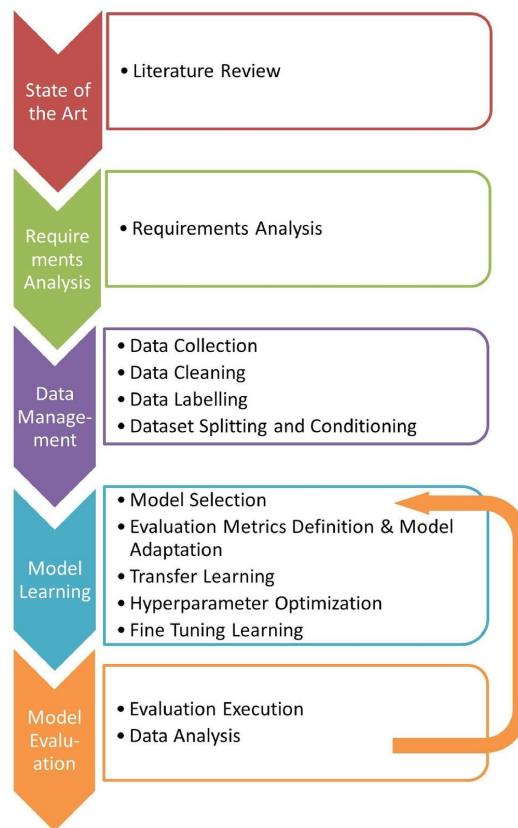 State of
the Art
• Literature Review
Require
ments
Analysis
• Requirements Analysis
Data
Manage-
ment
• Data Collection
• Data Cleaning
• Data Labelling
• Dataset Splitting and Conditioning
Model
Learning
• Model Selection
• Evaluation Metrics Definition & Model
Adaptation
• Transfer Learning
• Hyperparameter Optimization
• Fine Tuning Learning
Model
Evalu-
ation
• Evaluation Execution
• Data Analysis